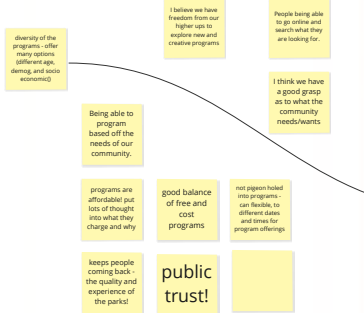 I believe we have
freedom from our
higher ups to
explore new and
creative programs
People being able
to go online and
search what they
are looking for.
diversity of the
programs - offer
many options
(different age,
demog, and socio
economic()
I think we have
a good grasp
as to what the
community
needs/wants
Being able to
program
based off the
needs of our
community.
programs are
affordable! put
lots of thought
into what they
charge and why
good balance
of free and
cost
programs
not pigeon holed
into programs -
can flexible, to
different dates
and times for
program offerings
keeps people
coming back -
the quality and
experience of
the parks!
public
trust!